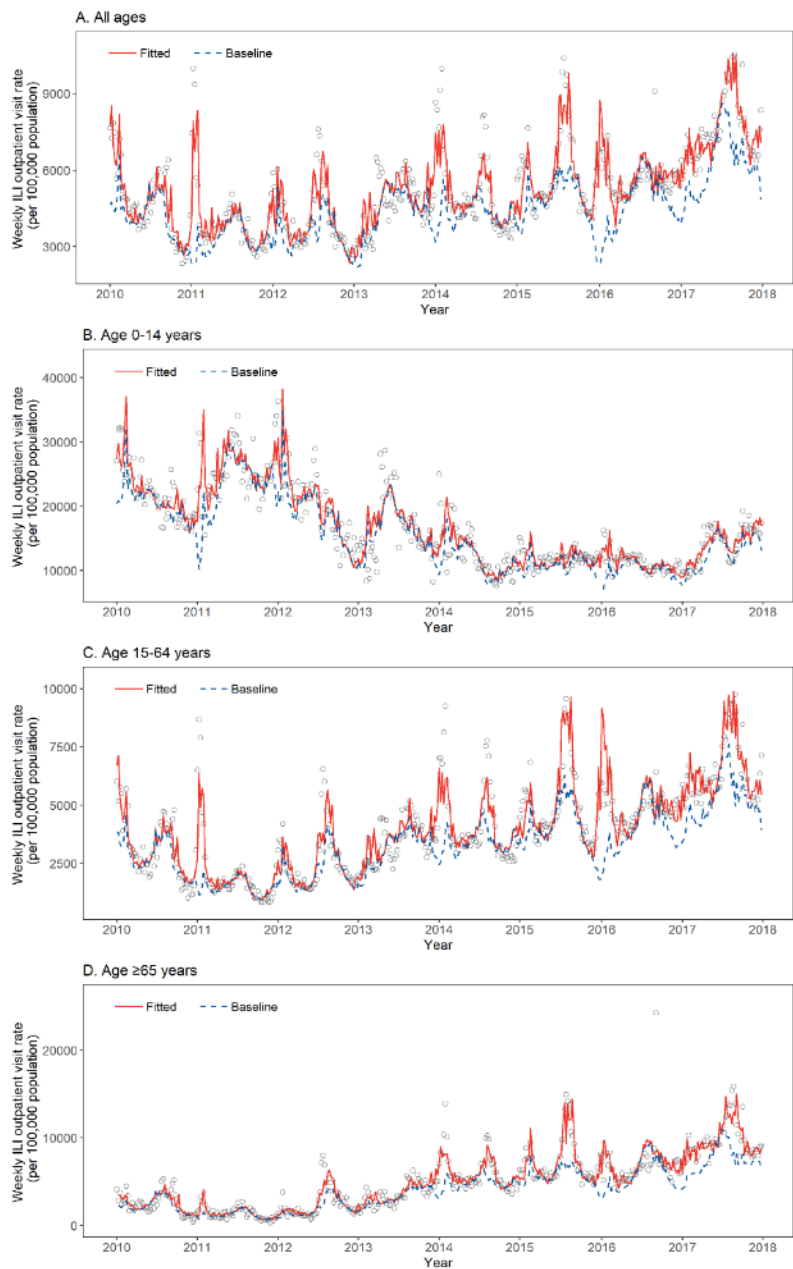 A. All ages
Fitted Baseline
Weekly ILI outpatient visit rate
(per 100,000 population)
9000
6000
3000
2010 2011 2012 2013 2014 2015 2016 2017 2018
Year
B. Age 0-14 years
Fitted Baseline
Weekly ILI outpatient visit rate
(per 100,000 population)
40000
30000
20000
10000
2010 2011 2012 2013 2014 2015 2016 2017 2018
Year
C. Age 15-64 years
Fitted Baseline
Weekly ILI outpatient visit rate
(per 100,000 population)
10000
7500
5000
2500
2010 2011 2012 2013 2014 2015 2016 2017 2018
Year
D. Age ≥65 years
Fitted Baseline
Weekly ILI outpatient visit rate
(per 100,000 population)
20000
10000
0
2010 2011 2012 2013 2014 2015 2016 2017 2018
Year